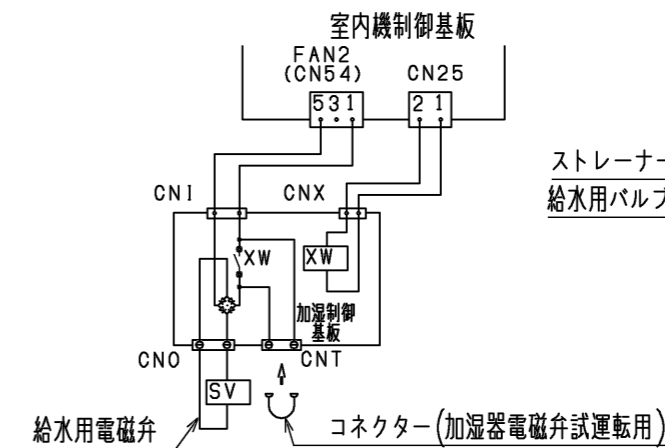 室内機制御基板
FAN2
(CN54)
CN25
531
21
ストレーナー
給水用バルブ
CNI
CNX
XW
XW
加湿制御
基板
CNO
CNT
SV
給水用電磁弁
コネクター(加湿器電磁弁試運転用)